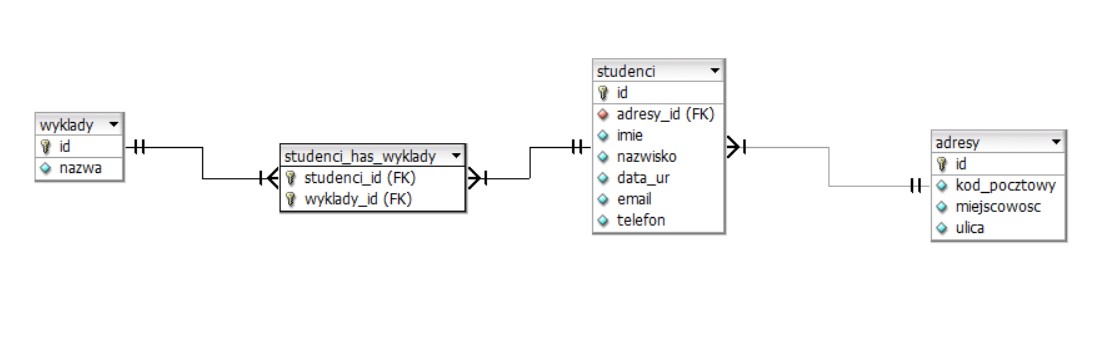 wyklady
id
nazwa
studenci_has_wyklady
studenci_id (FK)
wyklady_id (FK)
studenci
id
adresy_id (FK)
imie
nazwisko
data_ur
email
telefon
adresy
id
kod_pocztowy
miejscowosc
ulica